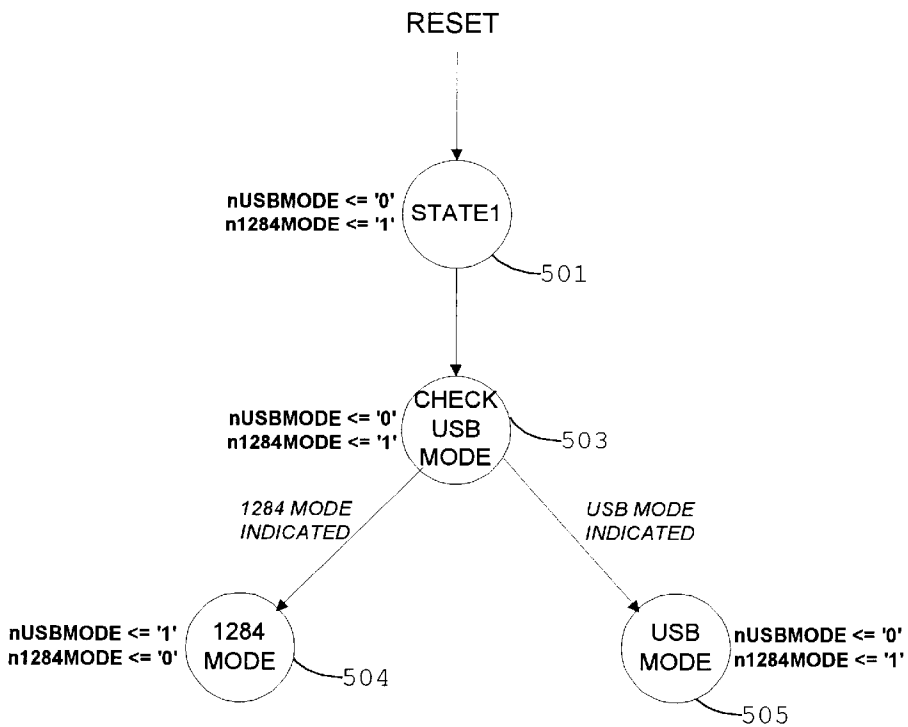 RESET
nUSBMODE <= '0'
n1284MODE <= '1'
STATE1
501
nUSBMODE <= '0'
n1284MODE <= '1'
CHECK
USB
MODE
503
1284 MODE
INDICATED
USB MODE
INDICATED
nUSBMODE <= '1'
n1284MODE <= '0'
1284
MODE
504
USB
MODE
nUSBMODE <= '0'
n1284MODE <= '1'
505